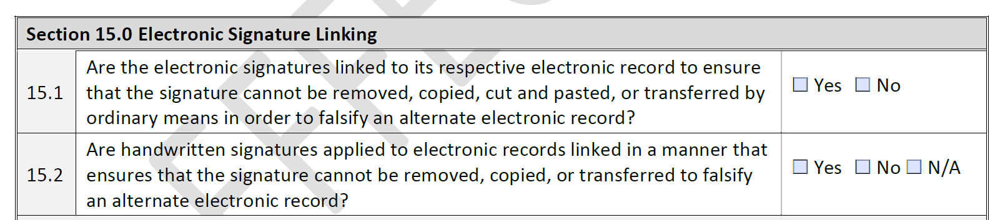 Section 15.0 Electronic Signature Linking
15.1
Are the electronic signatures linked to its respective electronic record to ensure
that the signature cannot be removed, copied, cut and pasted, or transferred by
ordinary means in order to falsify an alternate electronic record?
Yes No
15.2
Are handwritten signatures applied to electronic records linked in a manner that
ensures that the signature cannot be removed, copied, or transferred to falsify
an alternate electronic record?
Yes No N/A